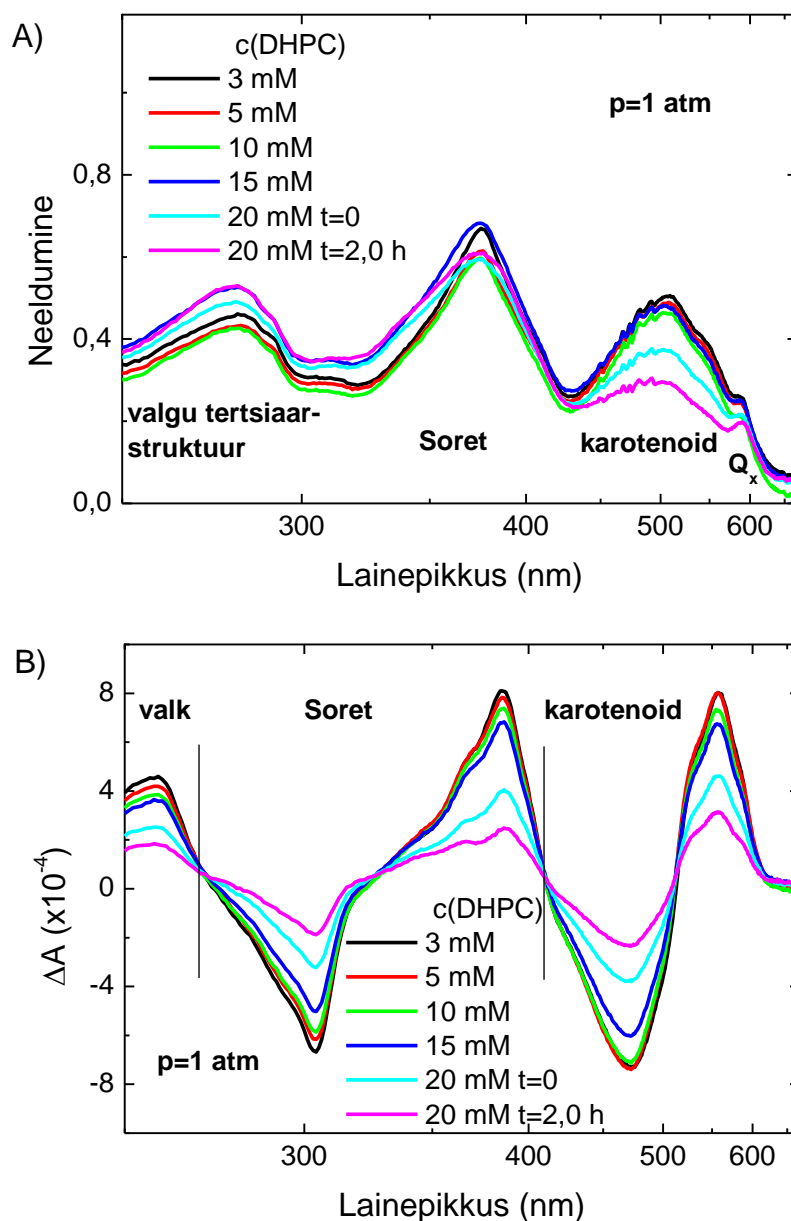 A)
c(DHPC)
3 mM
5 mM
10 mM
15 mM
20 mM t=0
20 mM t=2,0 h
p=1 atm
0,8
0,4
0,0
Neeldumine
valgu tertsiaar-
struktuur
Soret
karotenoid
Qx
300
400
500
600
Lainepikkus (nm)
B)
valk
Soret
karotenoid
8
4
0
-4
-8
ΔA (x10-4)
c(DHPC)
3 mM
5 mM
10 mM
15 mM
20 mM t=0
20 mM t=2,0 h
p=1 atm
300
400
500
600
Lainepikkus (nm)